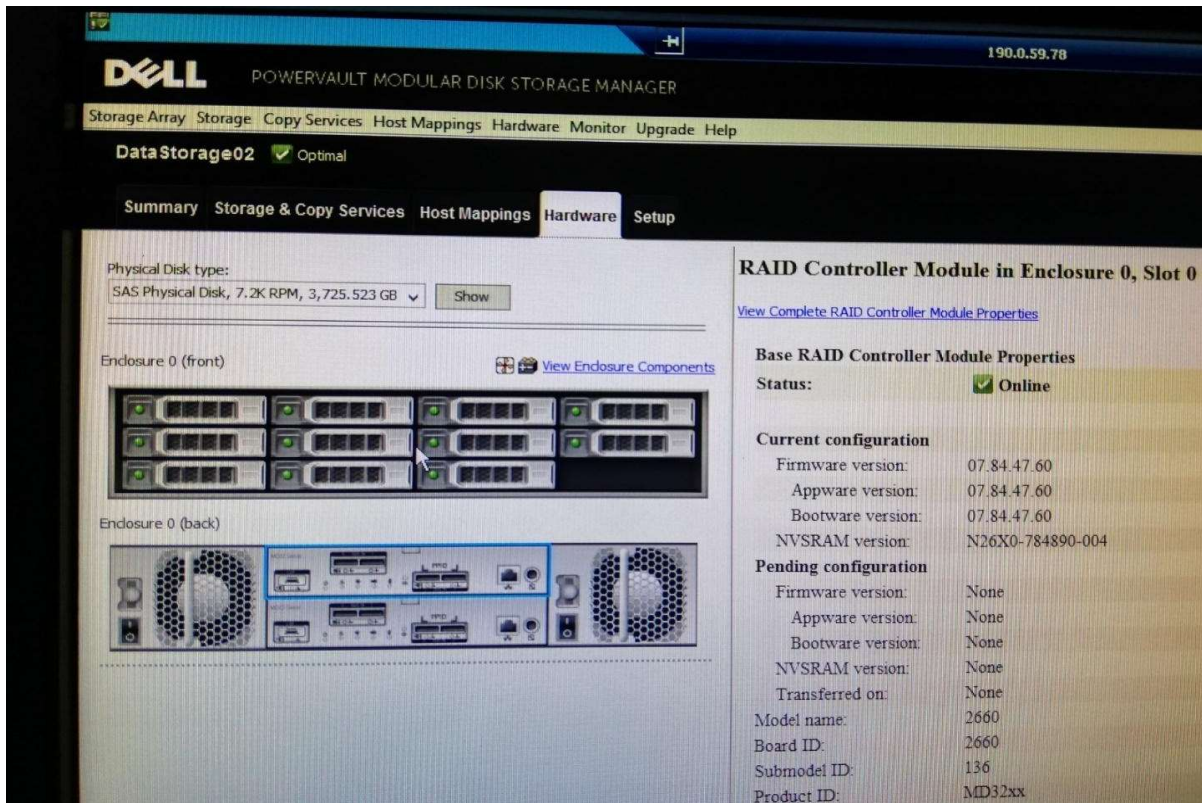 190.0.59.78
DELL POWERVAULT MODULAR DISK STORAGE MANAGER
Storage Array Storage Copy Services Host Mappings Hardware Monitor Upgrade Help
DataStorage02 Optimal
Summary Storage & Copy Services Host Mappings Hardware Setup
Physical Disk type:
SAS Physical Disk, 7.2K RPM, 3,725.523 GB Show
Enclosure 0 (front) View Enclosure Components
Enclosure 0 (back)
RAID Controller Module in Enclosure 0, Slot 0
View Complete RAID Controller Module Properties
Base RAID Controller Module Properties
Status: Online
Current configuration
Firmware version: 07.84.47.60
Appware version: 07.84.47.60
Bootware version: 07.84.47.60
NVSRAM version: N26X0-784890-004
Pending configuration
Firmware version: None
Appware version: None
Bootware version: None
NVSRAM version: None
Transferred on: None
Model name: 2660
Board ID: 2660
Submodel ID: 136
Product ID: MD32xx